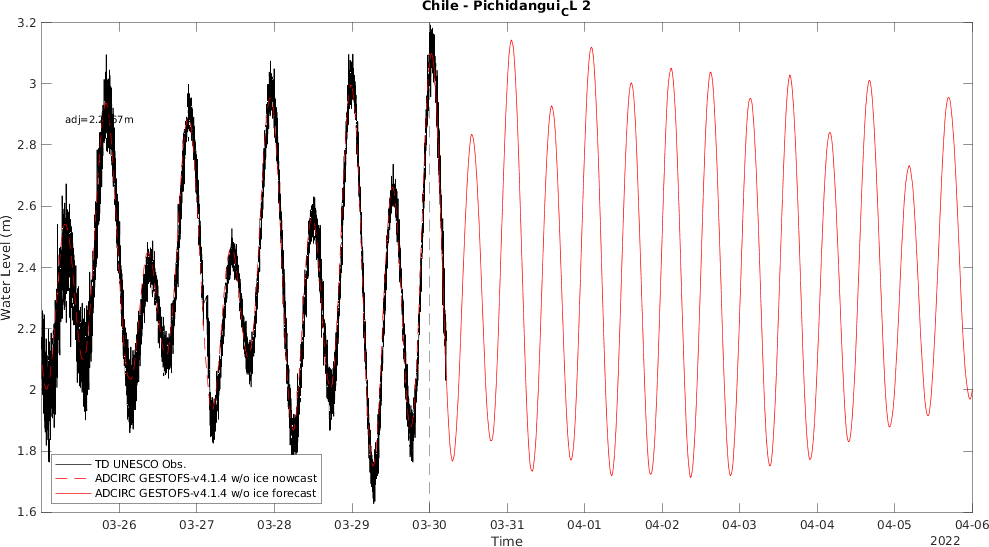 Chile - PichidanguiCL 2
3.2
3
2.8
2.6
2.4
2.2
2
1.8
1.6
Water Level (m)
TD UNESCO Obs.
ADCIRC GESTOFS-v4.1.4 w/o ice nowcast
ADCIRC GESTOFS-v4.1.4 w/o ice forecast
03-26 03-27 03-28 03-29 03-30 03-31 04-01 04-02 04-03 04-04 04-05 04-06
Time
2022